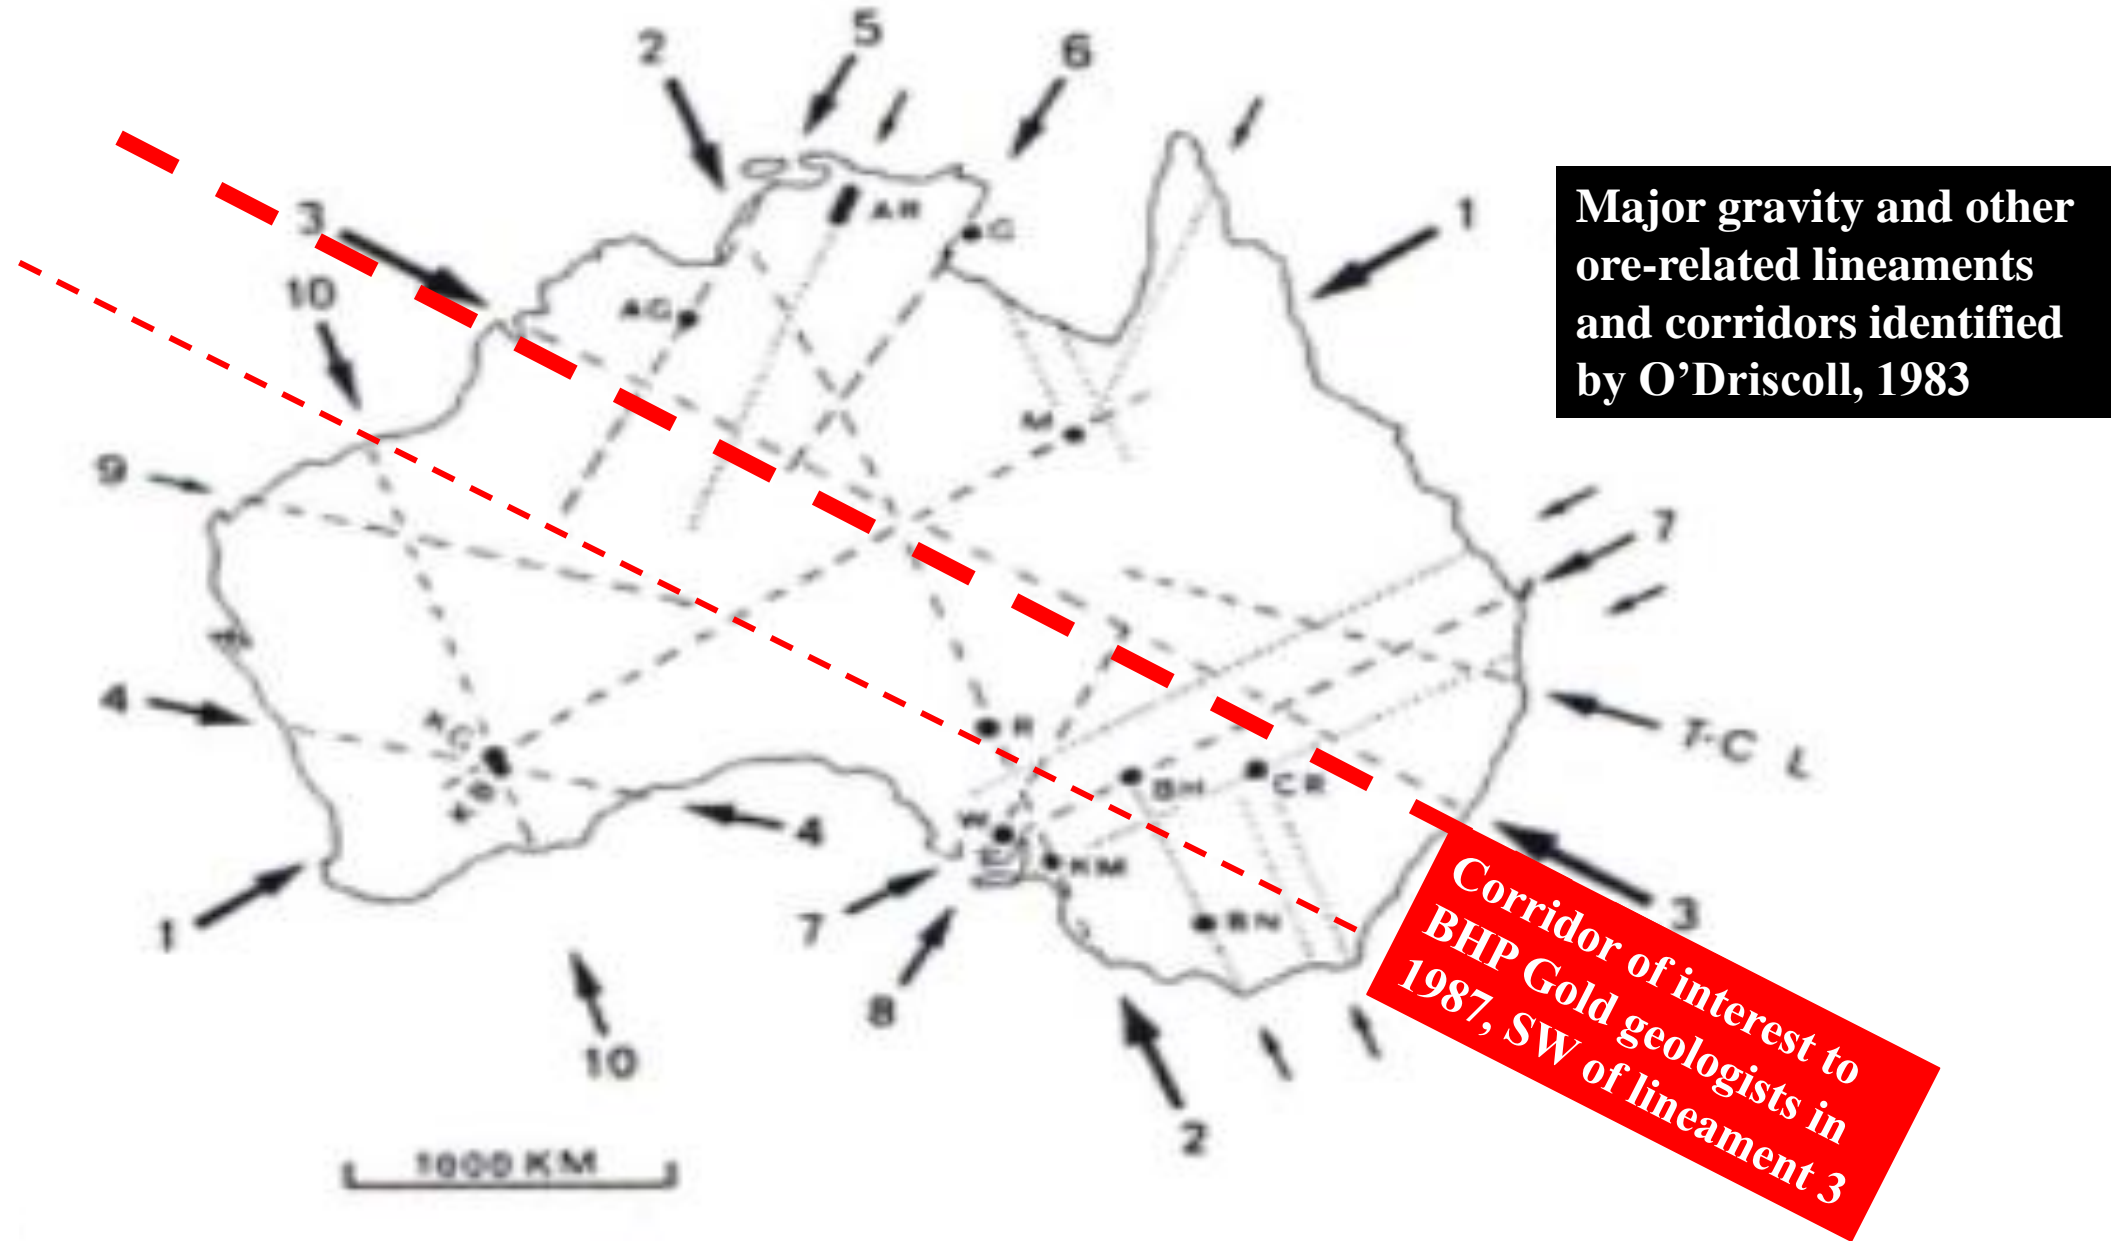 2
5
6
3
1
AR
G
Major gravity and other
ore-related lineaments
and corridors identified
by O’Driscoll, 1983
10
AG
M
9
7
4
KC
KB
R
T-C L
BH
CR
W
4
KM
BN
1
7
8
3
Corridor of interest to
BHP Gold geologists in
1987, SW of lineament 3
10
2
1000 KM